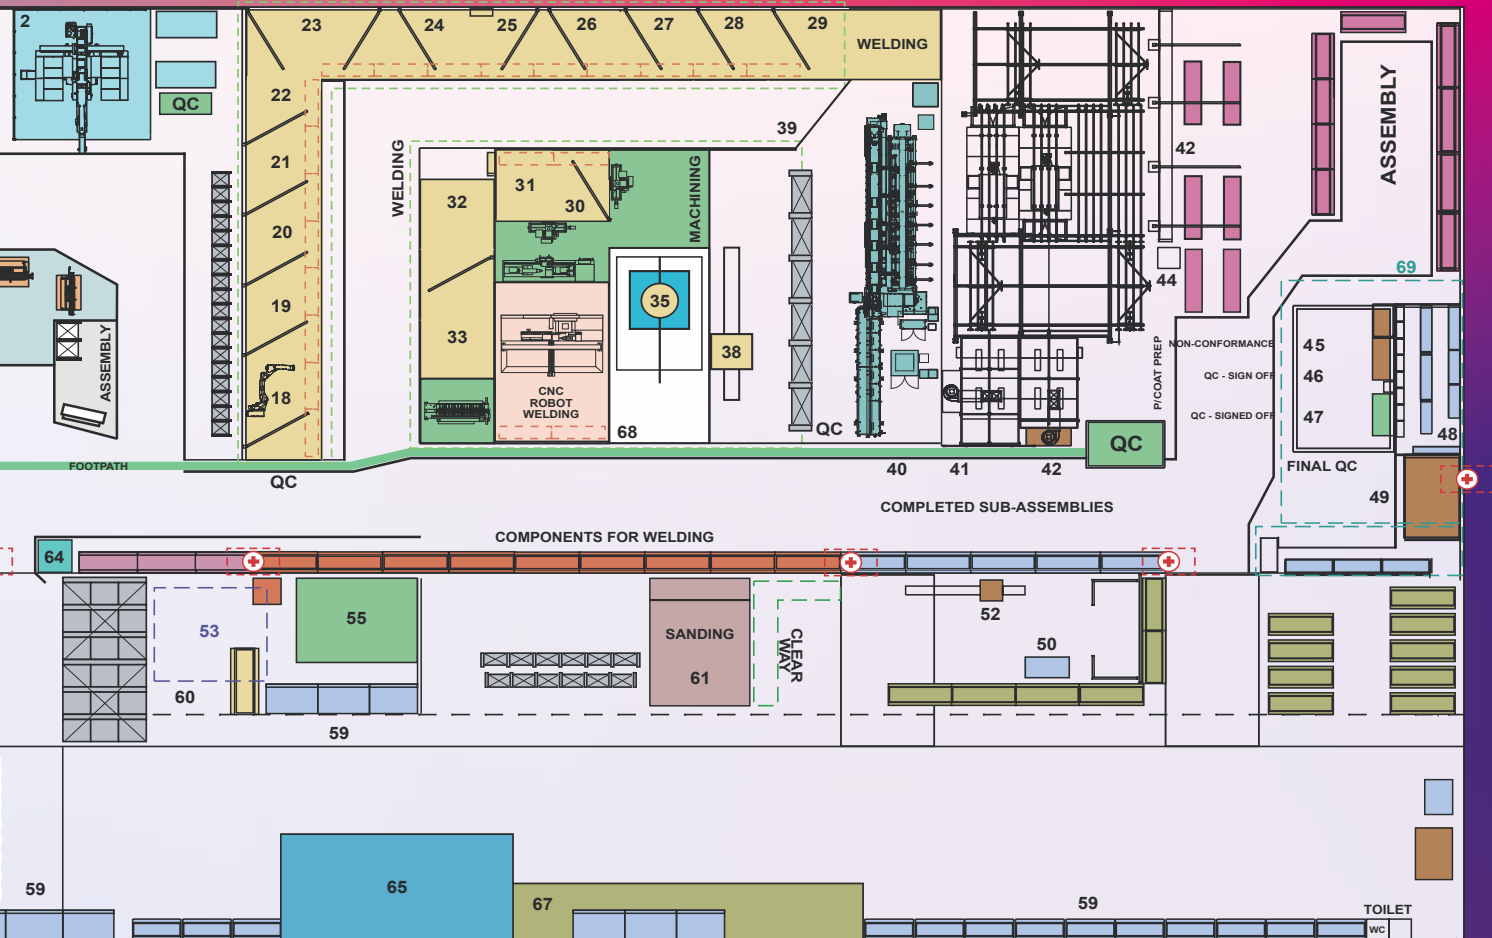 2
23
24
25
26
27
28
29
WELDING
ASSEMBLY
22
QC
39
WELDING
42
21
MACHINING
31
32
30
20
69
44
35
19
33
38
NON-CONFORMANCE
45
ASSEMBLY
P/COAT PREP
QC - SIGN OFF
46
18
CNC
ROBOT
WELDING
QC - SIGNED OFF
47
68
QC
48
QC
FOOTPATH
40
41
42
FINAL QC
QC
49
COMPLETED SUB-ASSEMBLIES
COMPONENTS FOR WELDING
64
55
52
53
SANDING
CLEAR
WAY
50
61
60
59
65
59
67
59
TOILET
WC